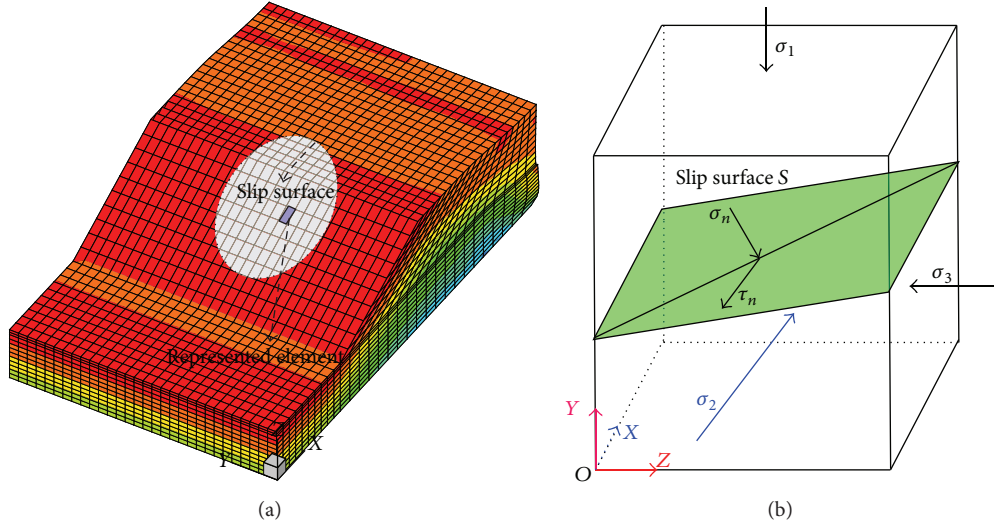 Slip surface
Represented element
X
(a)
σ1
Slip surface S
σn
σ3
τn
σ2
Y
X
O
Z
(b)